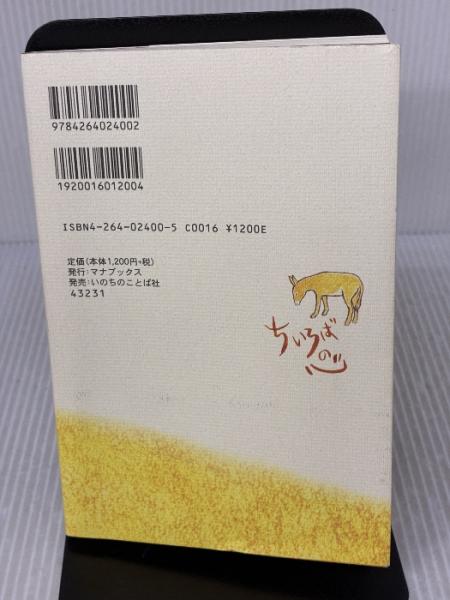 9784264024002
1920016012004
ISBN4-264-02400-5 C0016 ¥1200E
定価(本体1,200円+税)
発行:マナブックス
発売:いのちのことば社
43231
ちいろば
の心